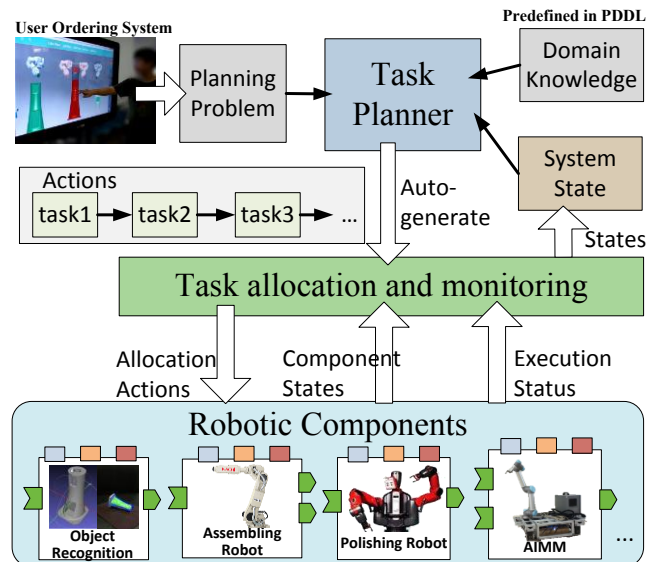 User Ordering System
Predefined in PDDL
Planning
Problem
Task
Planner
Domain
Knowledge
System
State
Actions
task1
task2
task3
...
Auto-
generate
States
Task allocation and monitoring
Allocation
Actions
Component
States
Execution
Status
Robotic Components
Object
Recognition
Assembling
Robot
Polishing Robot
AIMM
...